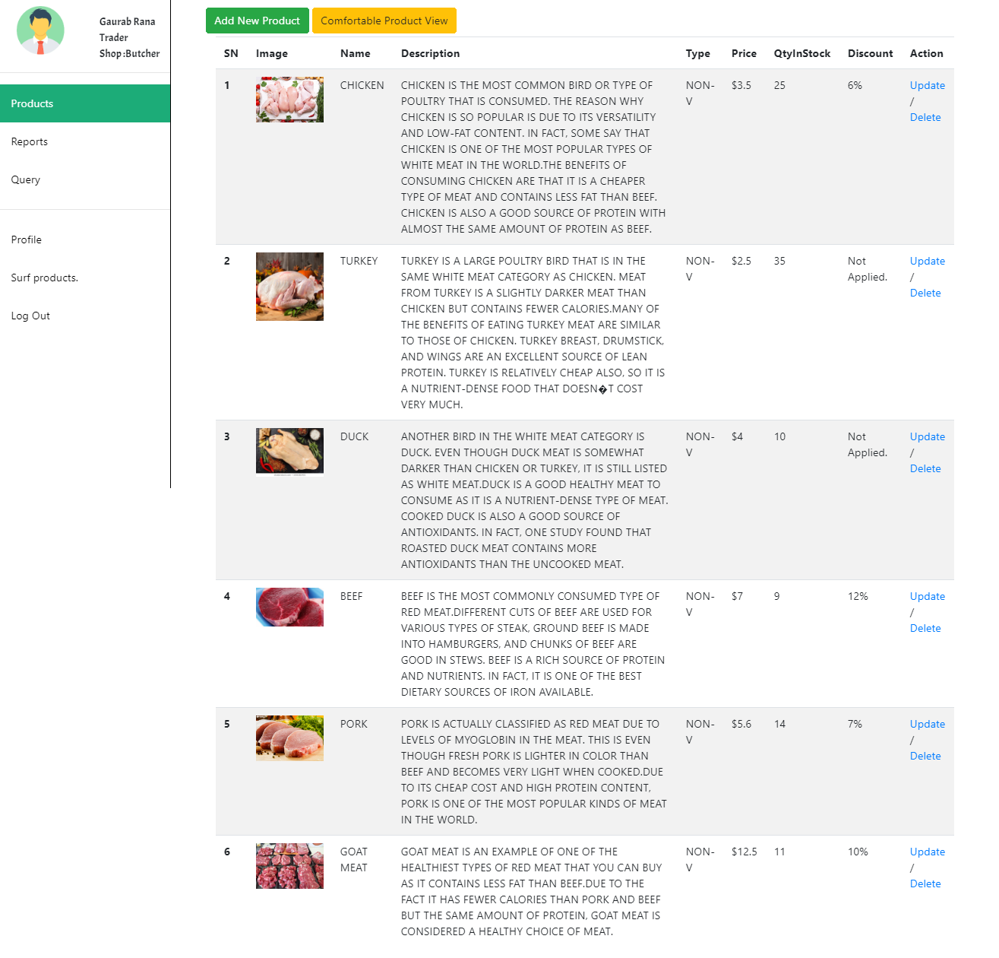 Gaurab Rana
Trader
Shop :Butcher
Products
Reports
Query
Profile
Surf products.
Log Out
Add New Product Comfortable Product View
SN Image Name Description Type Price QtyInStock Discount Action
1 CHICKEN CHICKEN IS THE MOST COMMON BIRD OR TYPE OF NON- $3.5 25 6% Update
POULTRY THAT IS CONSUMED. THE REASON WHY V /
CHICKEN IS SO POPULAR IS DUE TO ITS VERSATILITY Delete
AND LOW-FAT CONTENT. IN FACT, SOME SAY THAT
CHICKEN IS ONE OF THE MOST POPULAR TYPES OF
WHITE MEAT IN THE WORLD.THE BENEFITS OF
CONSUMING CHICKEN ARE THAT IT IS A CHEAPER
TYPE OF MEAT AND CONTAINS LESS FAT THAN BEEF.
CHICKEN IS ALSO A GOOD SOURCE OF PROTEIN WITH
ALMOST THE SAME AMOUNT OF PROTEIN AS BEEF.
2 TURKEY TURKEY IS A LARGE POULTRY BIRD THAT IS IN THE NON- $2.5 35 Not Update
SAME WHITE MEAT CATEGORY AS CHICKEN. MEAT V Applied. /
FROM TURKEY IS A SLIGHTLY DARKER MEAT THAN Delete
CHICKEN BUT CONTAINS FEWER CALORIES.MANY OF
THE BENEFITS OF EATING TURKEY MEAT ARE SIMILAR
TO THOSE OF CHICKEN. TURKEY BREAST, DRUMSTICK,
AND WINGS ARE AN EXCELLENT SOURCE OF LEAN
PROTEIN. TURKEY IS RELATIVELY CHEAP ALSO, SO IT IS
A NUTRIENT-DENSE FOOD THAT DOESN�T COST
VERY MUCH.
3 DUCK ANOTHER BIRD IN THE WHITE MEAT CATEGORY IS NON- $4 10 Not Update
DUCK. EVEN THOUGH DUCK MEAT IS SOMEWHAT V Applied. /
DARKER THAN CHICKEN OR TURKEY, IT IS STILL LISTED Delete
AS WHITE MEAT.DUCK IS A GOOD HEALTHY MEAT TO
CONSUME AS IT IS A NUTRIENT-DENSE TYPE OF MEAT.
COOKED DUCK IS ALSO A GOOD SOURCE OF
ANTIOXIDANTS. IN FACT, ONE STUDY FOUND THAT
ROASTED DUCK MEAT CONTAINS MORE
ANTIOXIDANTS THAN THE UNCOOKED MEAT.
4 BEEF BEEF IS THE MOST COMMONLY CONSUMED TYPE OF NON- $7 9 12% Update
RED MEAT.DIFFERENT CUTS OF BEEF ARE USED FOR V /
VARIOUS TYPES OF STEAK, GROUND BEEF IS MADE Delete
INTO HAMBURGERS, AND CHUNKS OF BEEF ARE
GOOD IN STEWS. BEEF IS A RICH SOURCE OF PROTEIN
AND NUTRIENTS. IN FACT, IT IS ONE OF THE BEST
DIETARY SOURCES OF IRON AVAILABLE.
5 PORK PORK IS ACTUALLY CLASSIFIED AS RED MEAT DUE TO NON- $5.6 14 7% Update
LEVELS OF MYOGLOBIN IN THE MEAT. THIS IS EVEN V /
THOUGH FRESH PORK IS LIGHTER IN COLOR THAN Delete
BEEF AND BECOMES VERY LIGHT WHEN COOKED.DUE
TO ITS CHEAP COST AND HIGH PROTEIN CONTENT,
PORK IS ONE OF THE MOST POPULAR KINDS OF MEAT
IN THE WORLD.
6 GOAT GOAT MEAT IS AN EXAMPLE OF ONE OF THE NON- $12.5 11 10% Update
MEAT HEALTHIEST TYPES OF RED MEAT THAT YOU CAN BUY V /
AS IT CONTAINS LESS FAT THAN BEEF.DUE TO THE Delete
FACT IT HAS FEWER CALORIES THAN PORK AND BEEF
BUT THE SAME AMOUNT OF PROTEIN, GOAT MEAT IS
CONSIDERED A HEALTHY CHOICE OF MEAT.